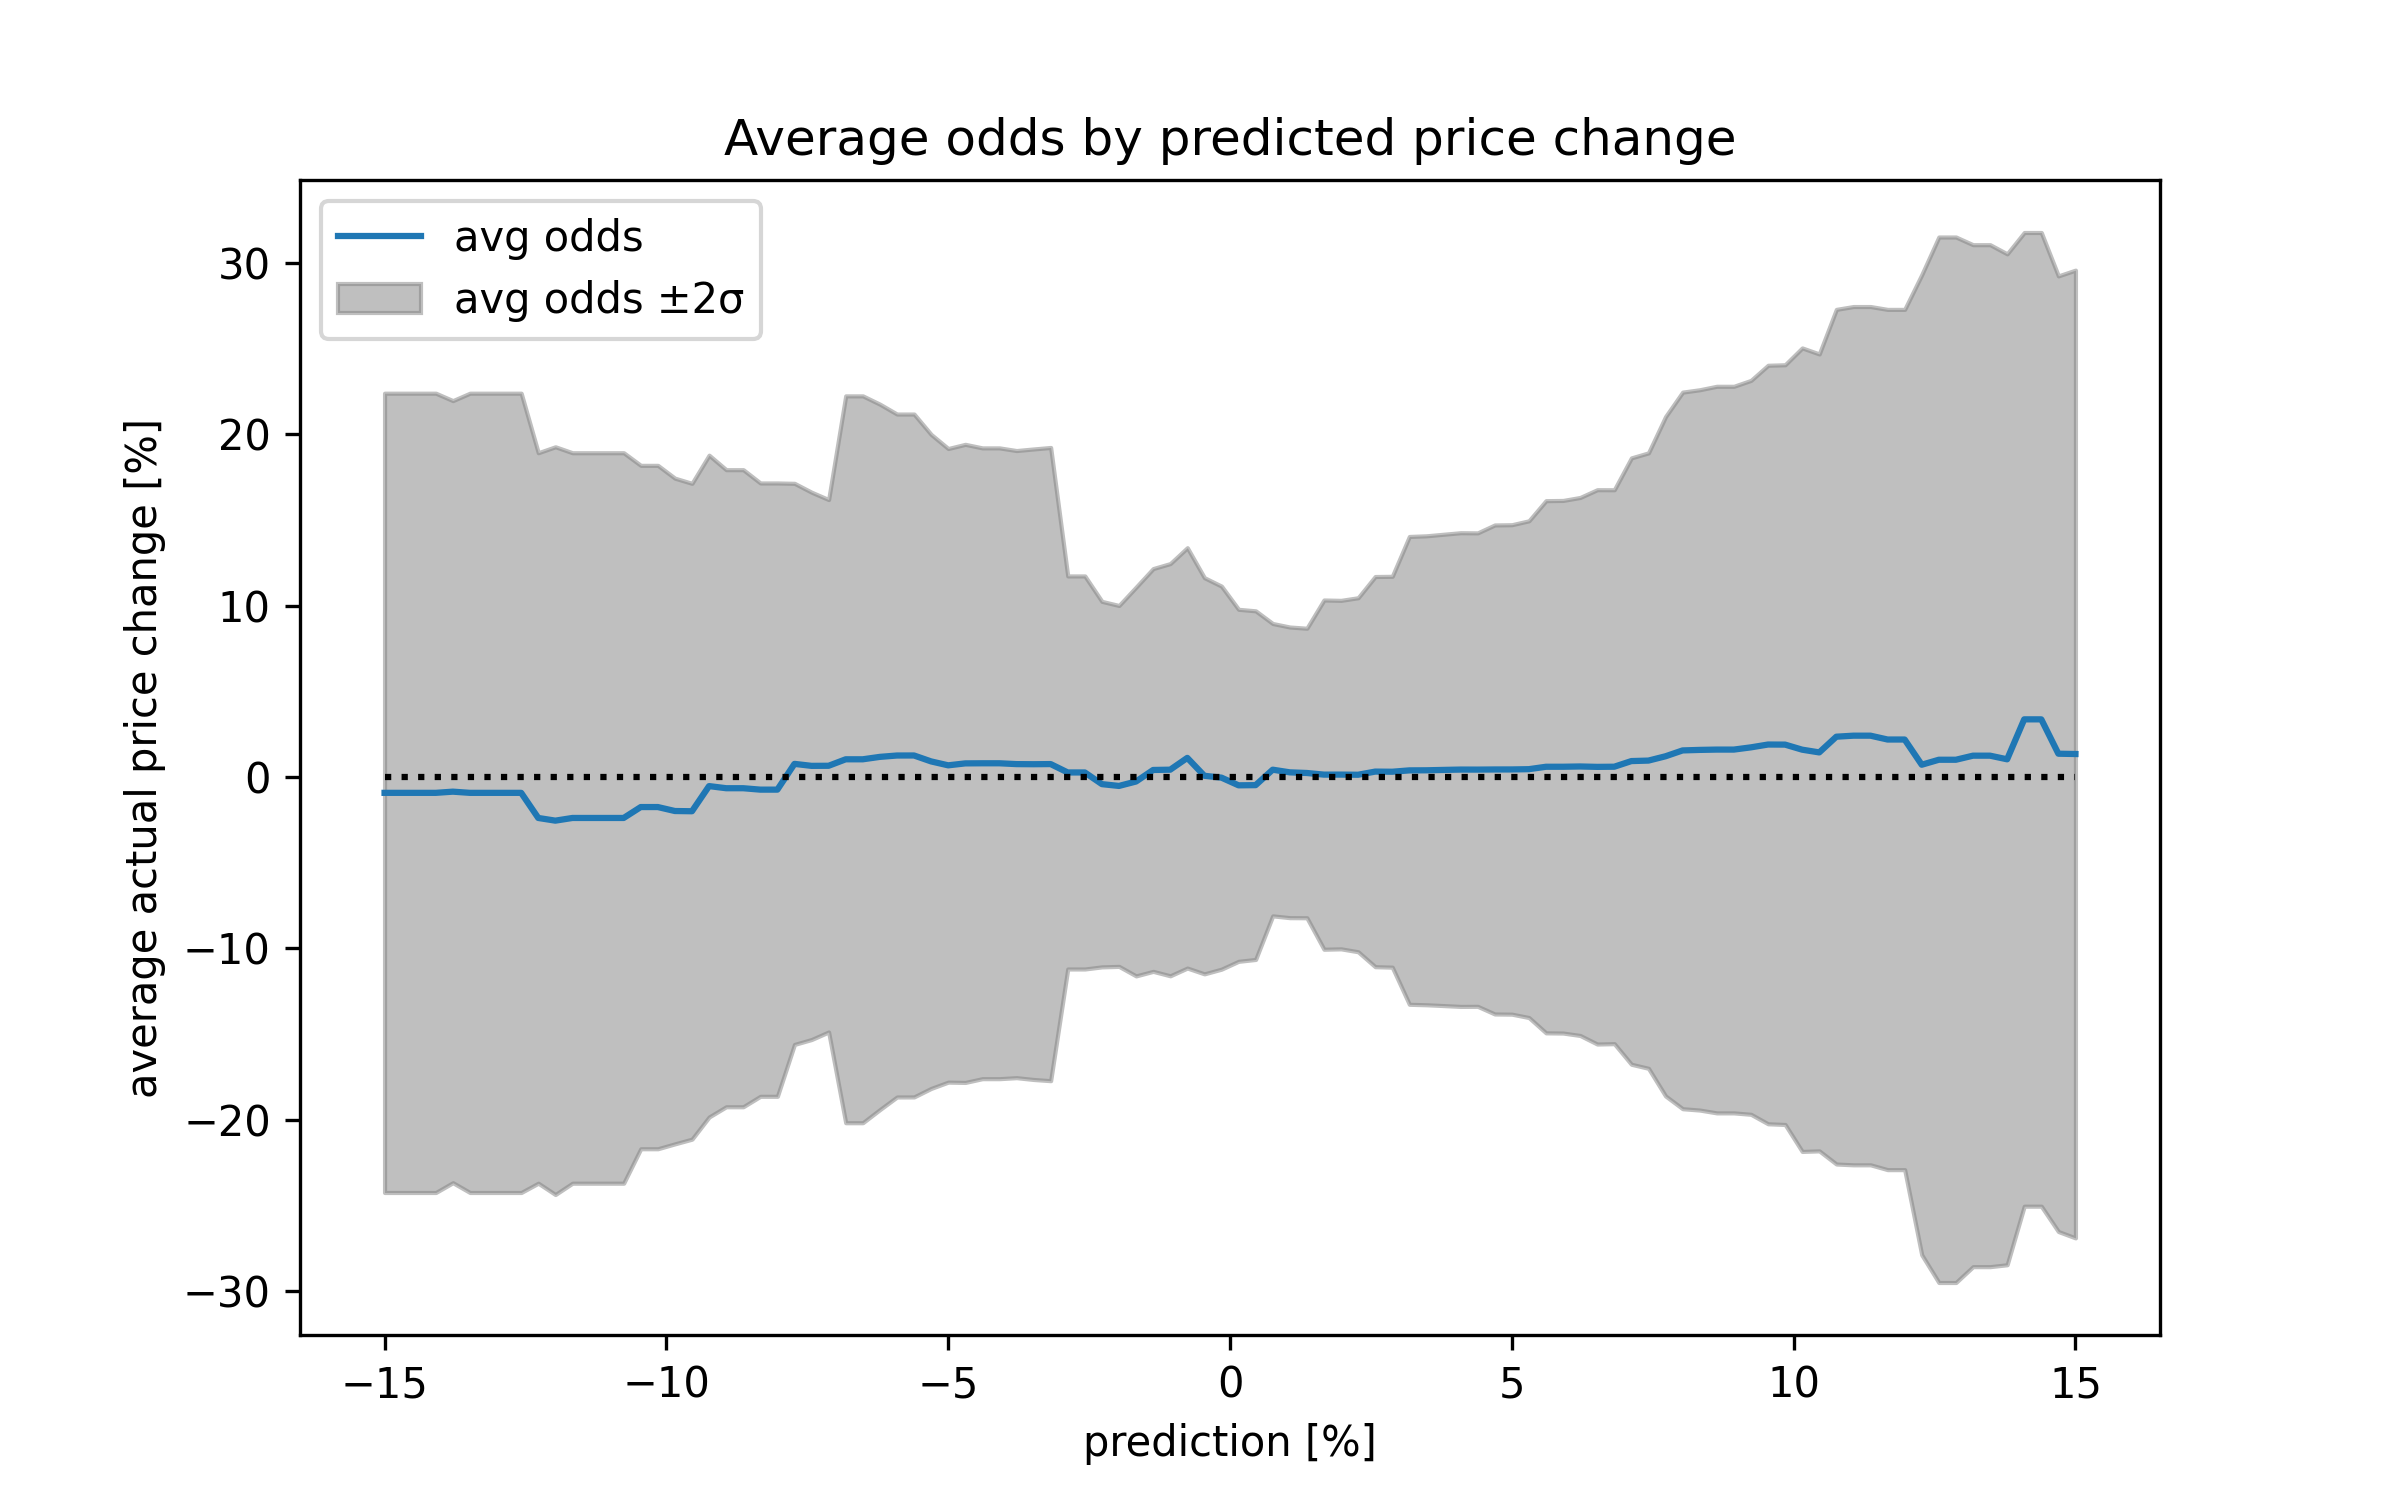 Average odds by predicted price change
avg odds
avg odds ±2σ
average actual price change [%]
30
20
10
0
−10
−20
−30
−15
−10
−5
0
5
10
15
prediction [%]